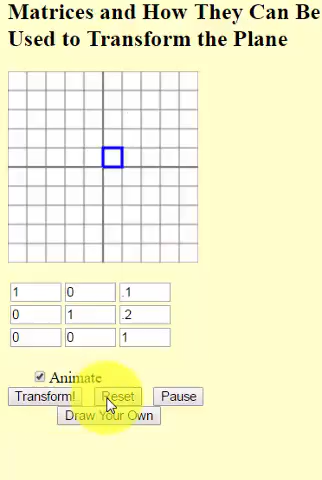 Matrices and How They Can Be
Used to Transform the Plane
1 0 .1
0 1 .2
0 0 1
Animate
Transform! Reset Pause
Draw Your Own